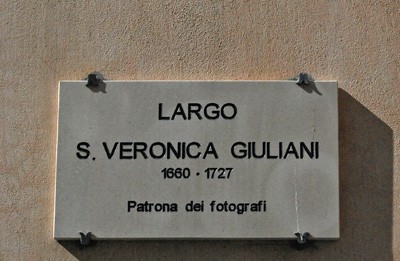 LARGO
S. VERONICA GIULIANI
1660 • 1727
Patrona dei fotografi